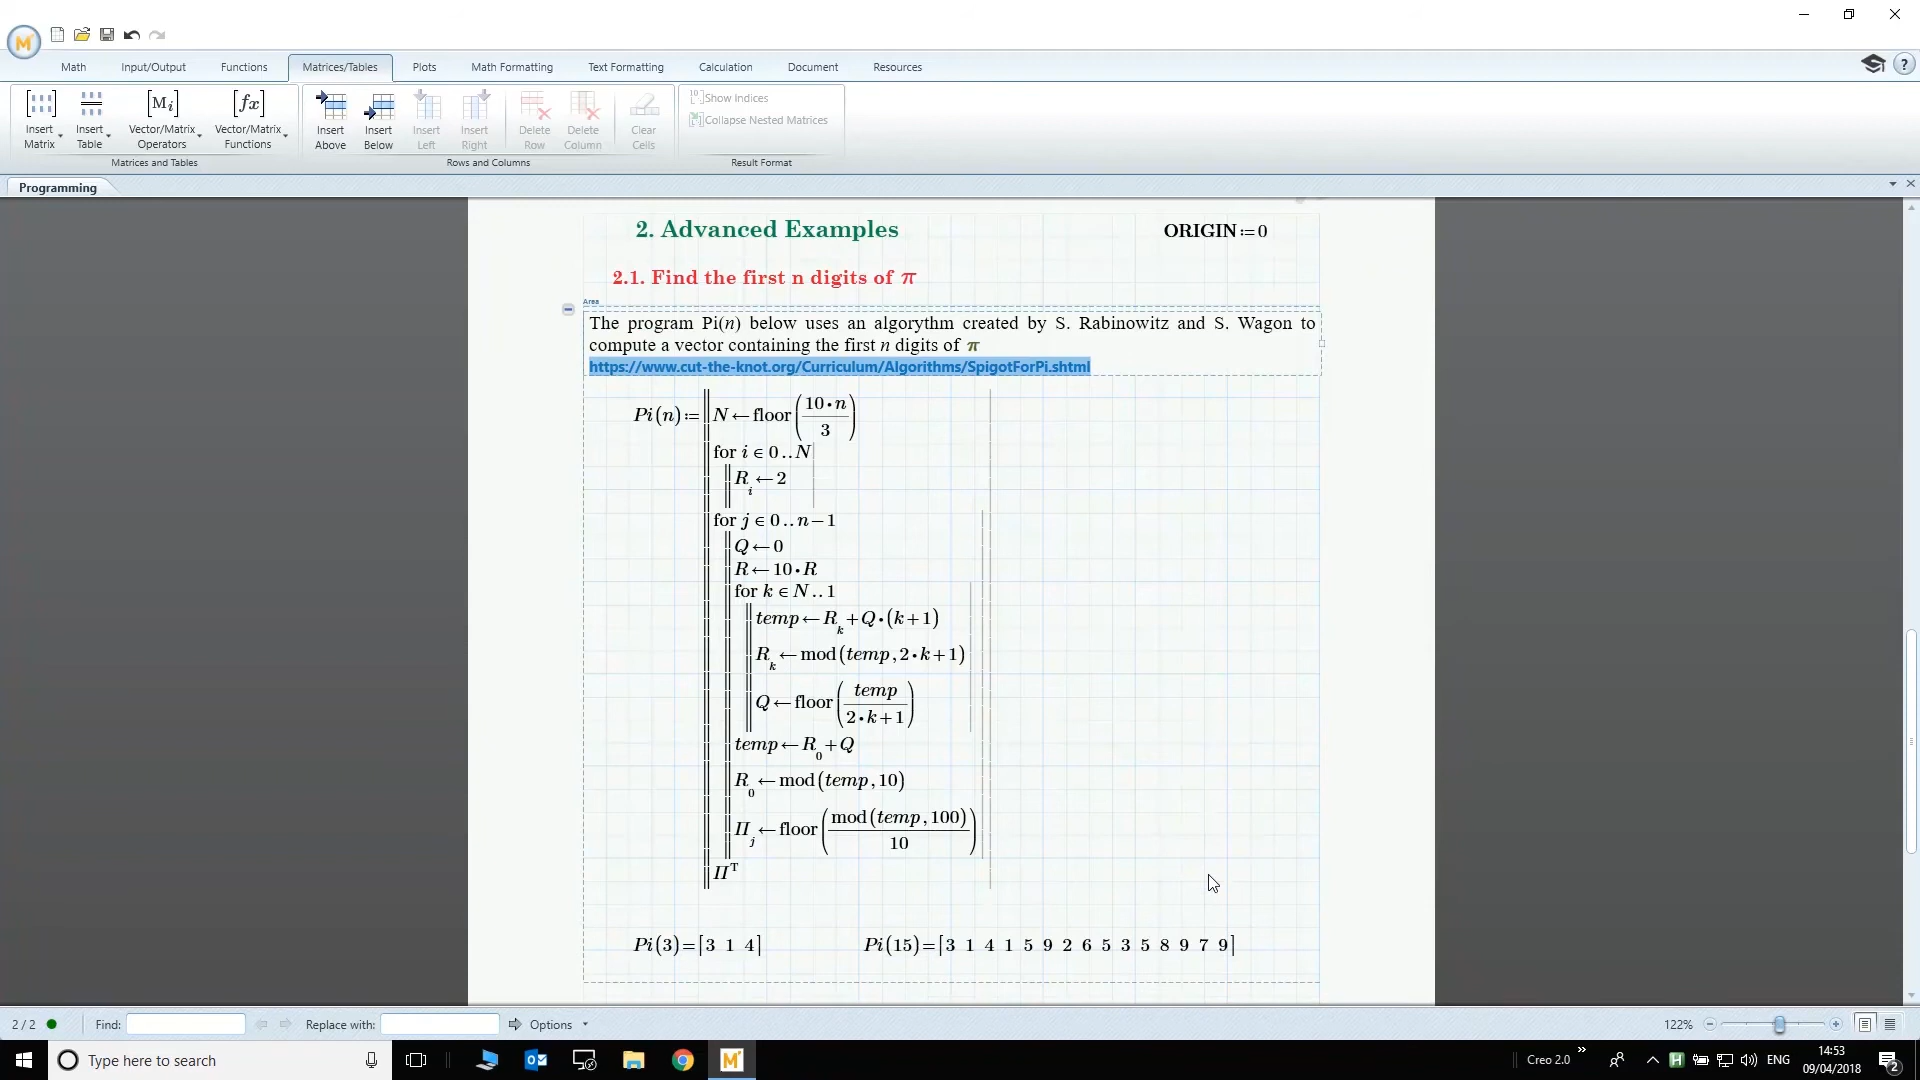 Math Input/Output Functions Matrices/Tables Plots Math Formatting Text Formatting Calculation Document Resources
Insert Matrix
Insert Table
Vector/Matrix Operators
Vector/Matrix Functions
Insert Above
Insert Below
Insert Left
Insert Right
Delete Row
Delete Column
Clear Cells
Show Indices
Collapse Nested Matrices
Matrices and Tables Rows and Columns Result Format
Programming
2. Advanced Examples ORIGIN:=0
2.1. Find the first n digits of π
Area
The program Pi(n) below uses an algorythm created by S. Rabinowitz and S. Wagon to
compute a vector containing the first n digits of π
https://www.cut-the-knot.org/Curriculum/Algorithms/SpigotForPi.shtml
Pi(n):= N←floor(10·n/3)
for i∈0..N
R_i←2
for j∈0..n−1
Q←0
R←10·R
for k∈N..1
temp←R_k+Q·(k+1)
R_k←mod(temp,2·k+1)
Q←floor(temp/2·k+1)
temp←R_0+Q
R_0←mod(temp,10)
Π_j←floor(mod(temp,100)/10)
Π^T
Pi(3)=[3 1 4] Pi(15)=[3 1 4 1 5 9 2 6 5 3 5 8 9 7 9]
2 / 2 Find: Replace with: Options 122%
Type here to search
Creo 2.0 ENG 14:53
09/04/2018
2